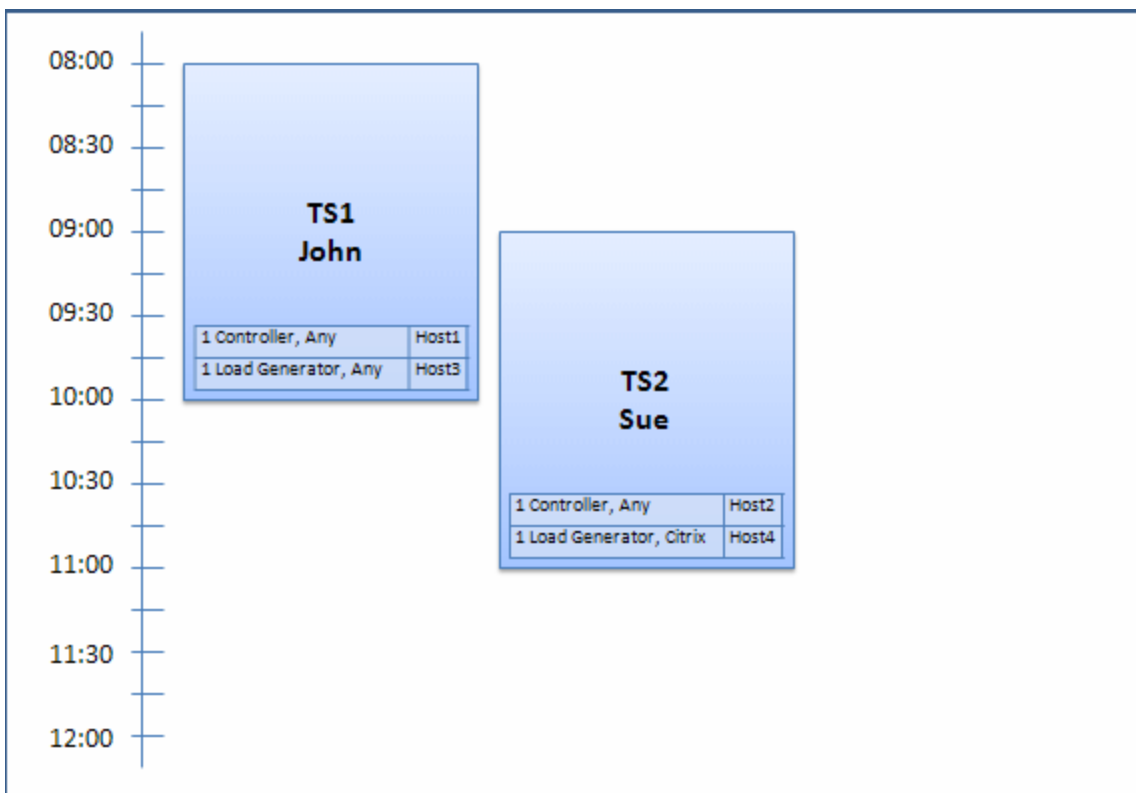 08:00
08:30
09:00
09:30
10:00
10:30
11:00
11:30
12:00
TS1
John
1 Controller, Any Host1
1 Load Generator, Any Host3
TS2
Sue
1 Controller, Any Host2
1 Load Generator, Citrix Host4